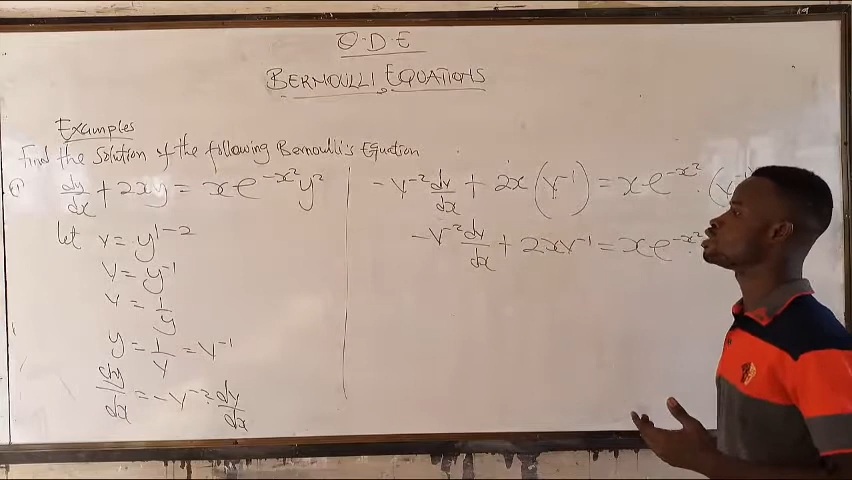 O.D.E
BERNOULLI EQUATIONS
Examples
Find the solution of the following Bernoulli's Equation
① dy/dx + 2xy = xe^{-x²}y²
let v = y^{1-2}
v = y^{-1}
v = 1/y
y = 1/v = v^{-1}
dy/dx = -v^{-2} dv/dx
-v^{-2} dv/dx + 2x(v^{-1}) = xe^{-x²}.(v^{-1})
-v^{-2} dv/dx + 2xv^{-1} = xe^{-x²}